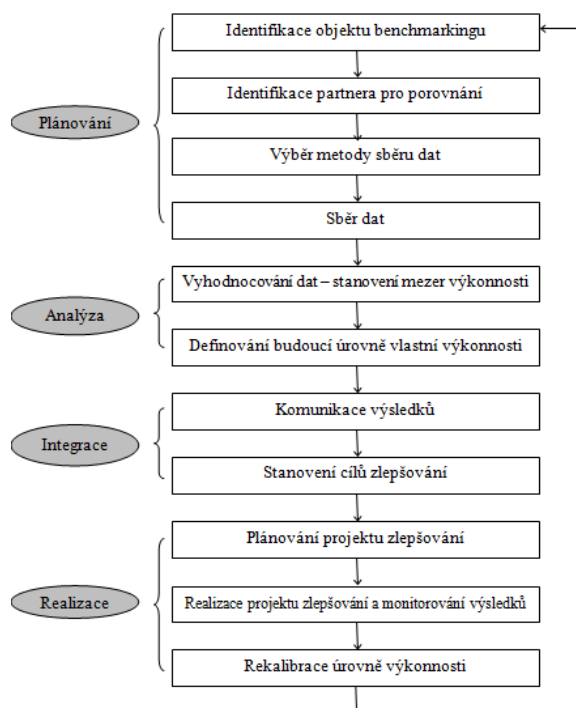 Identifikace objektu benchmarkingu
Identifikace partnera pro porovnání
Plánování
Výběr metody sběru dat
Sběr dat
Vyhodnocování dat – stanovení mezer výkonnosti
Analýza
Definování budoucí úrovně vlastní výkonnosti
Komunikace výsledků
Integrace
Stanovení cílů zlepšování
Plánování projektu zlepšování
Realizace
Realizace projektu zlepšování a monitorování výsledků
Rekalibrace úrovně výkonnosti